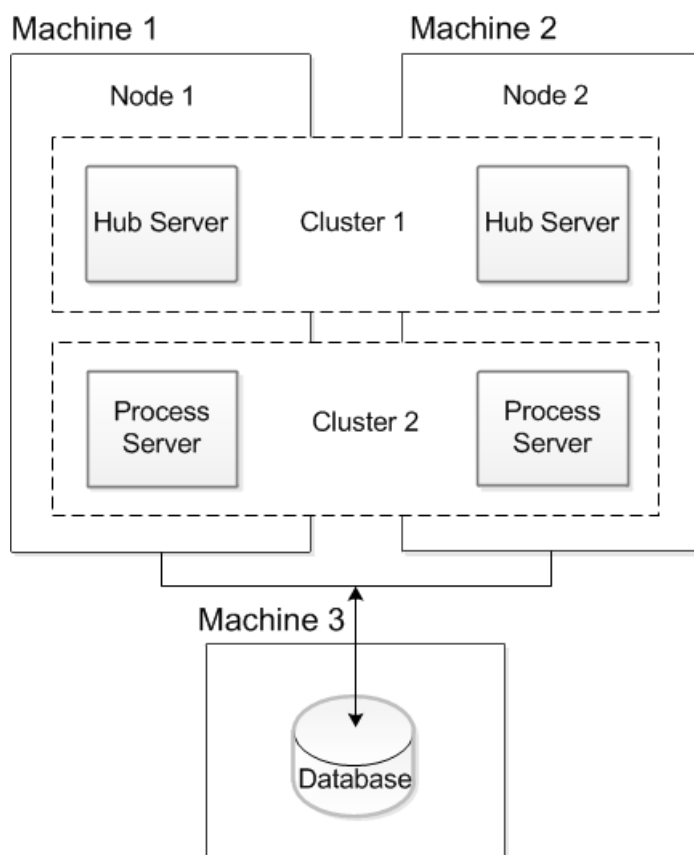 Machine 1
Machine 2
Node 1
Node 2
Hub Server
Cluster 1
Hub Server
Process
Server
Cluster 2
Process
Server
Machine 3
Database